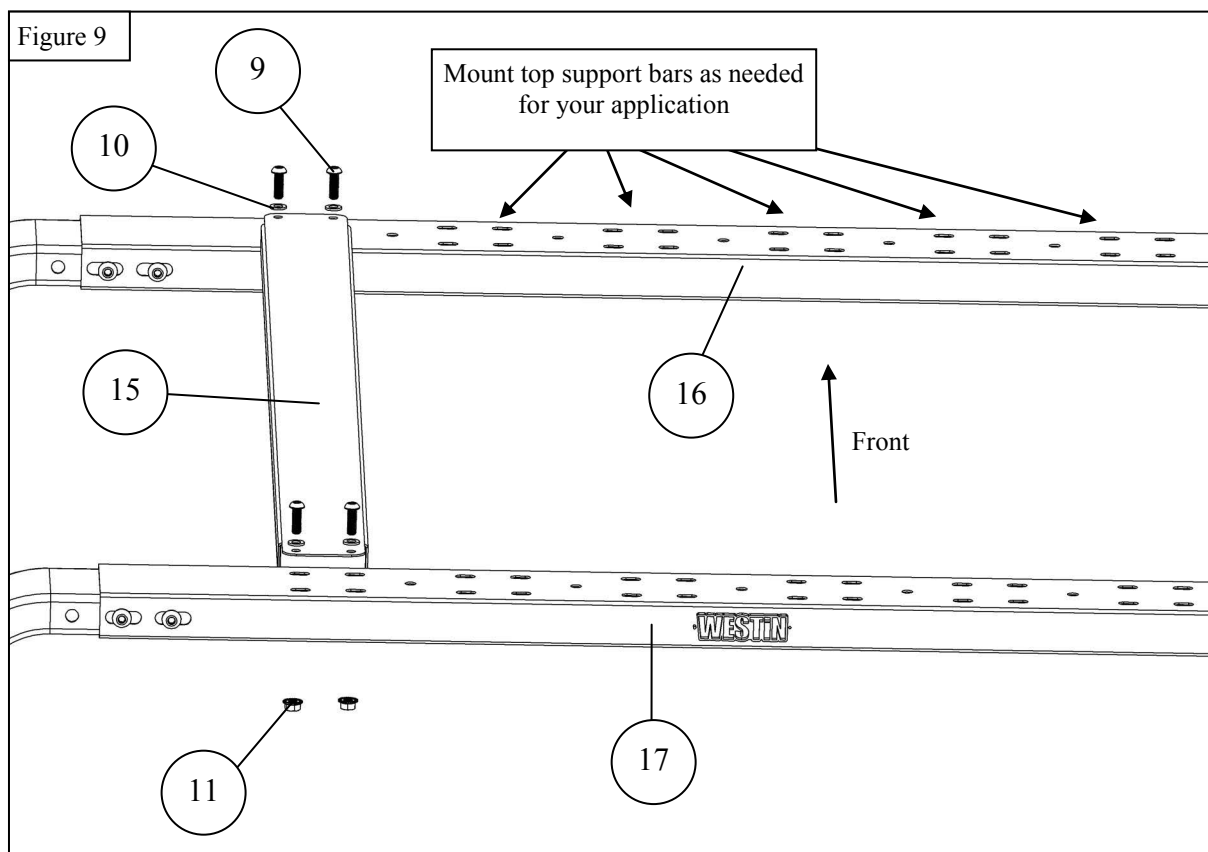 Figure 9
9
Mount top support bars as needed
for your application
10
15
16
Front
WESTiN
11
17